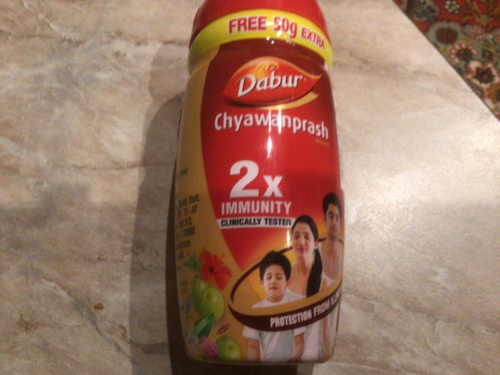 FREE 50g EXTRA
Dabur
Chyawanprash
2x
IMMUNITY
CLINICALLY TESTED
PROTECTION FROM